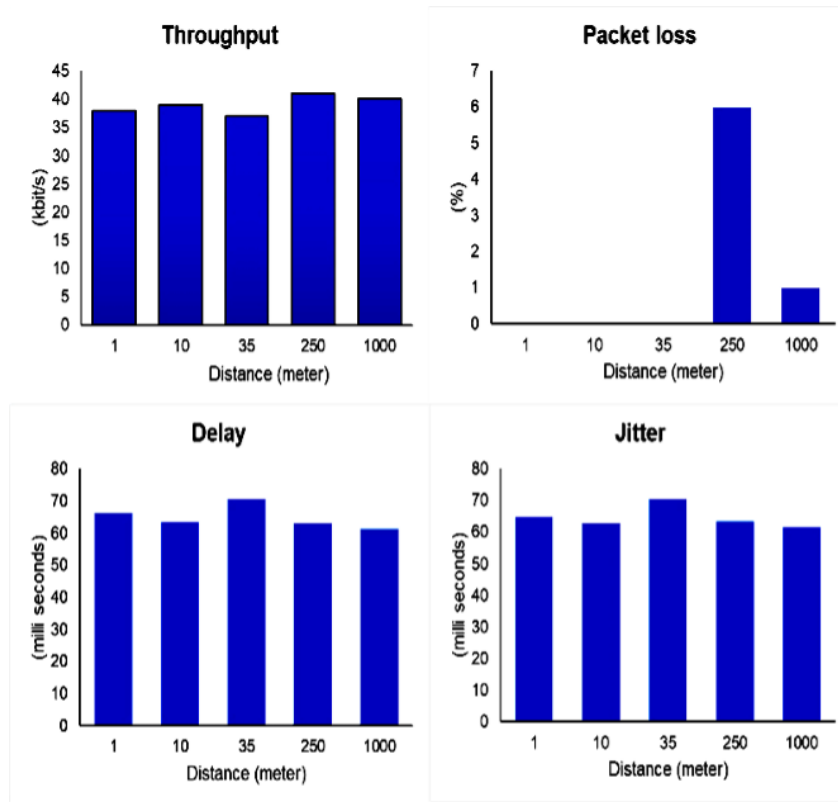 Throughput
45
40
35
30
25
20
15
10
5
0
(kbit/s)
1 10 35 250 1000
Distance (meter)
Packet loss
7
6
5
4
3
2
1
0
(%)
1 10 35 250 1000
Distance (meter)
Delay
80
70
60
50
40
30
20
10
0
(milli seconds)
1 10 35 250 1000
Distance (meter)
Jitter
80
70
60
50
40
30
20
10
0
(milli seconds)
1 10 35 250 1000
Distance (meter)